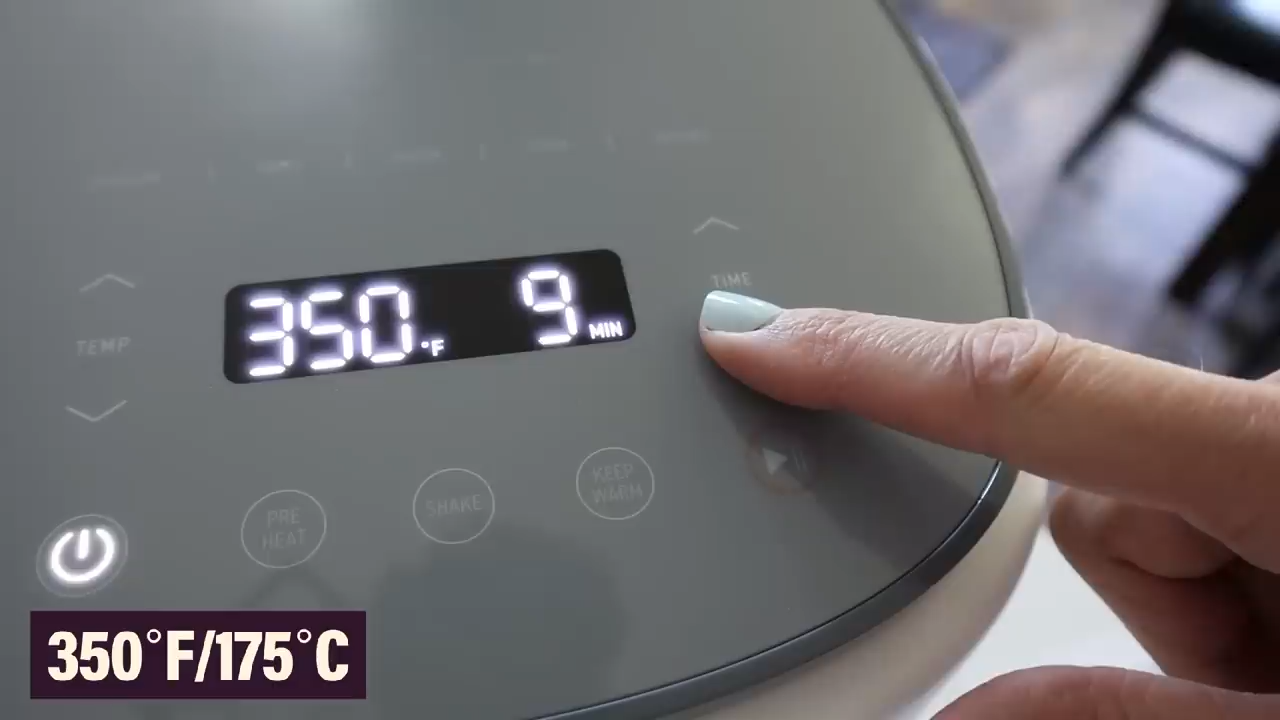 TIME
350°F 9 MIN
TEMP
PRE
HEAT
SHAKE
KEEP
WARM
350°F/175°C